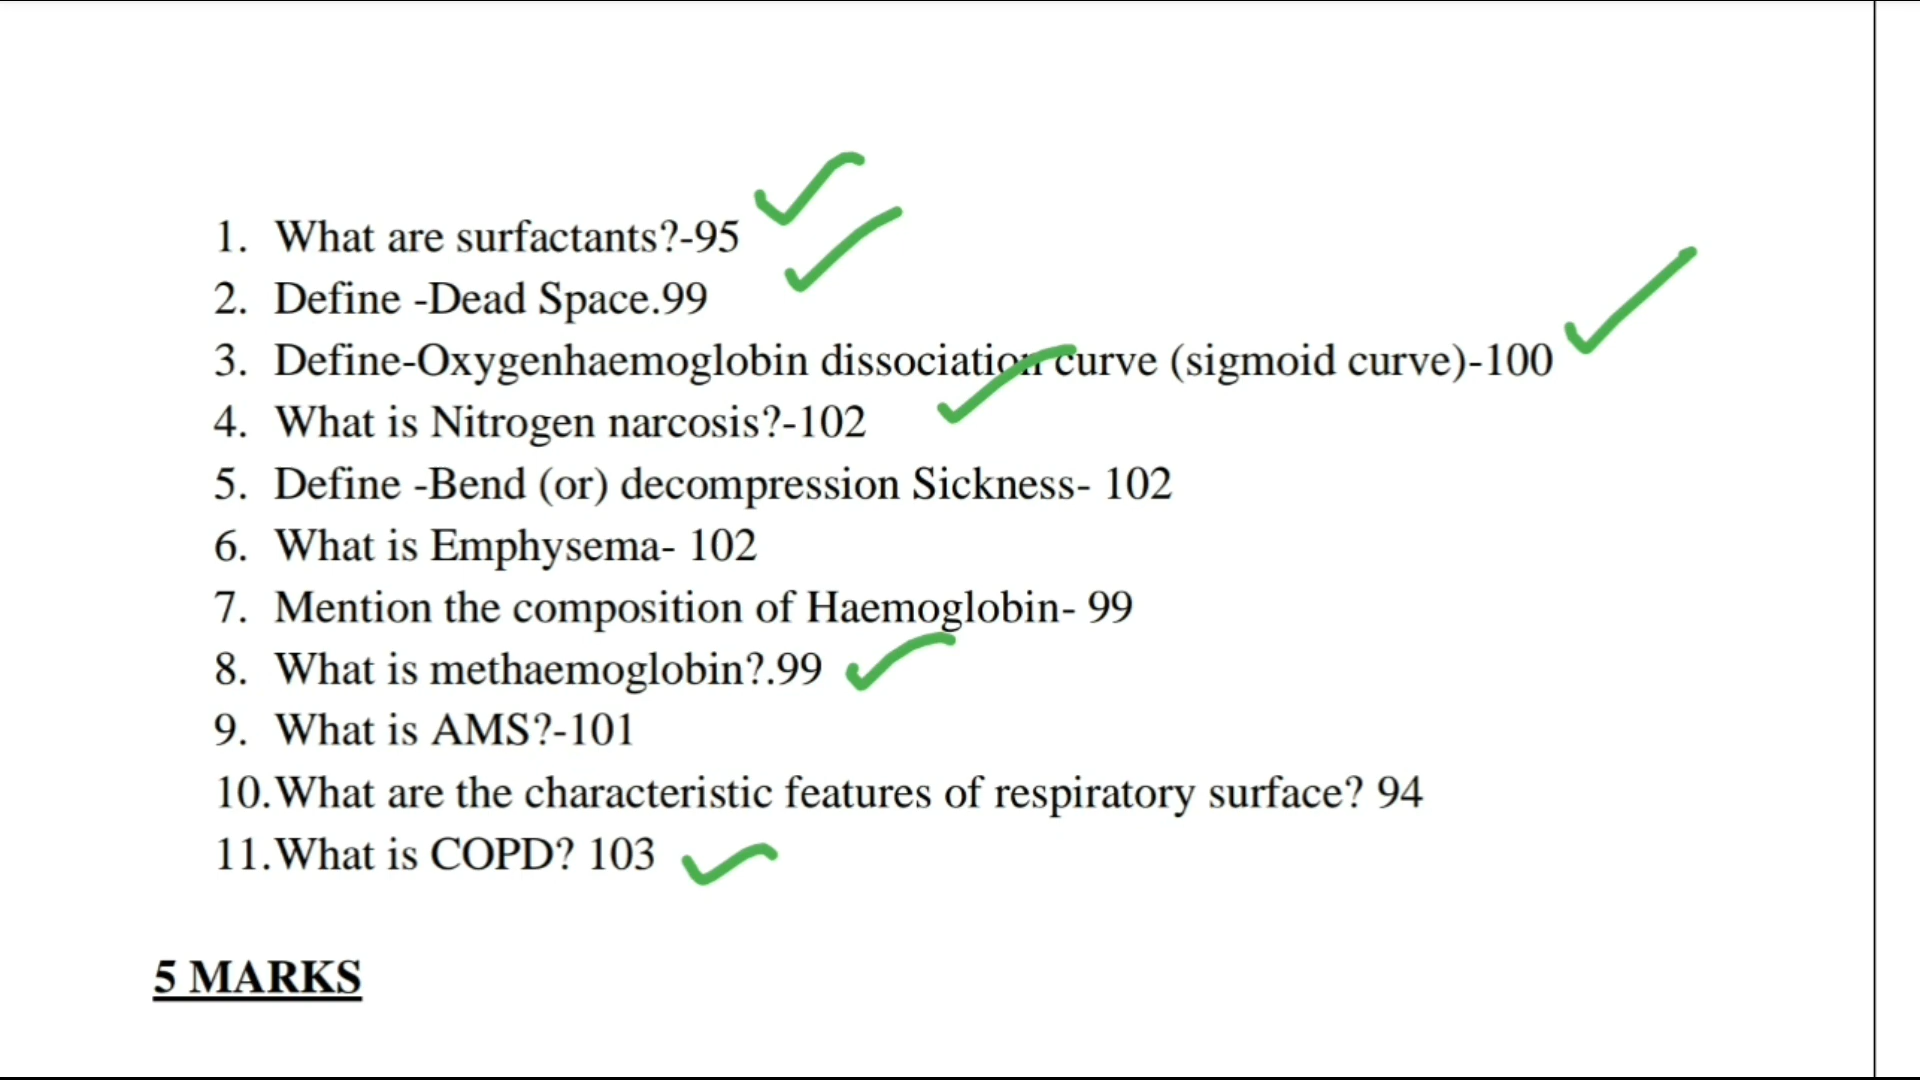 1. What are surfactants?-95
2. Define -Dead Space.99
3. Define-Oxygenhaemoglobin dissociation curve (sigmoid curve)-100
4. What is Nitrogen narcosis?-102
5. Define -Bend (or) decompression Sickness- 102
6. What is Emphysema- 102
7. Mention the composition of Haemoglobin- 99
8. What is methaemoglobin?.99
9. What is AMS?-101
10.What are the characteristic features of respiratory surface? 94
11.What is COPD? 103
5 MARKS